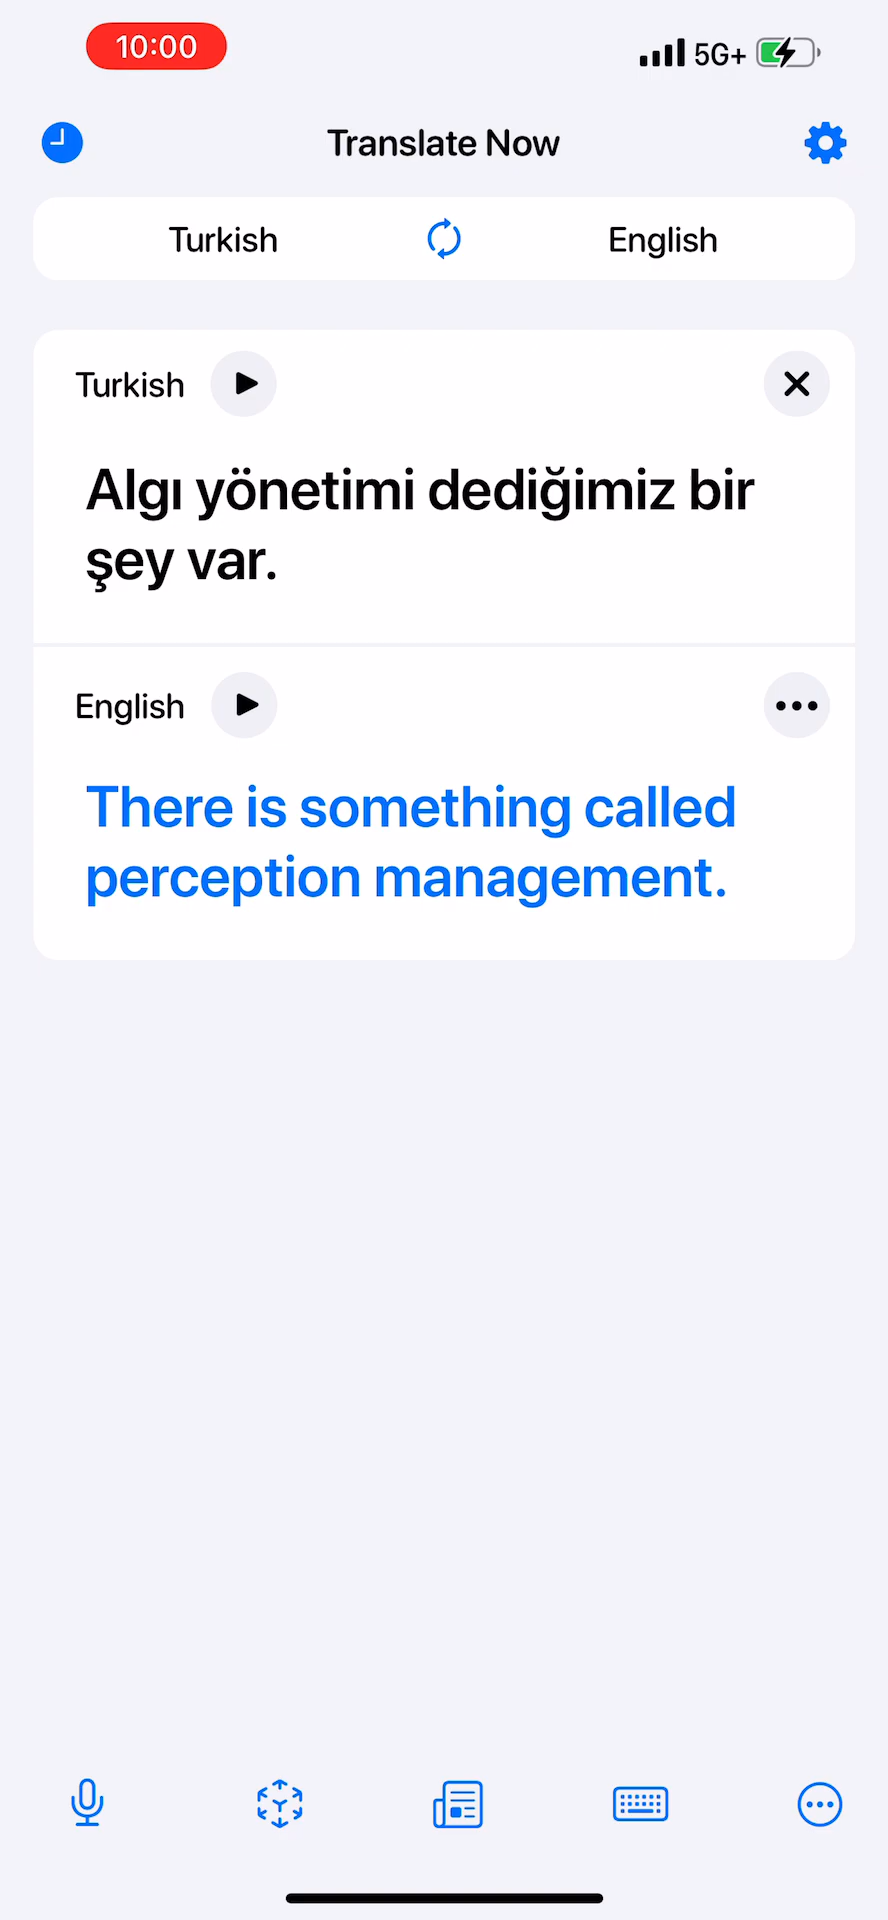 10:00
5G+
Translate Now
Turkish
English
Turkish
Algı yönetimi dediğimiz bir
şey var.
English
There is something called
perception management.